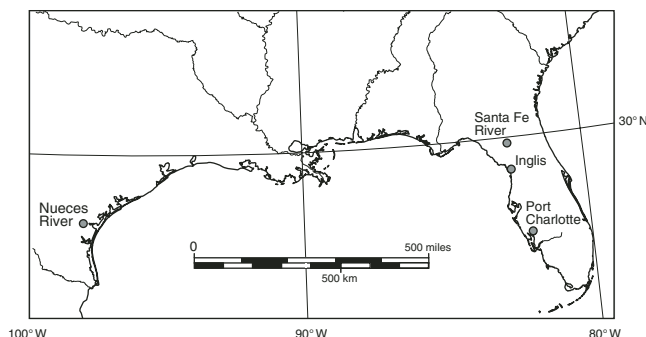 Santa Fe
River
30° N
Inglis
Nueces
River
Port
Charlotte
0
500 miles
500 km
100° W
90° W
80° W